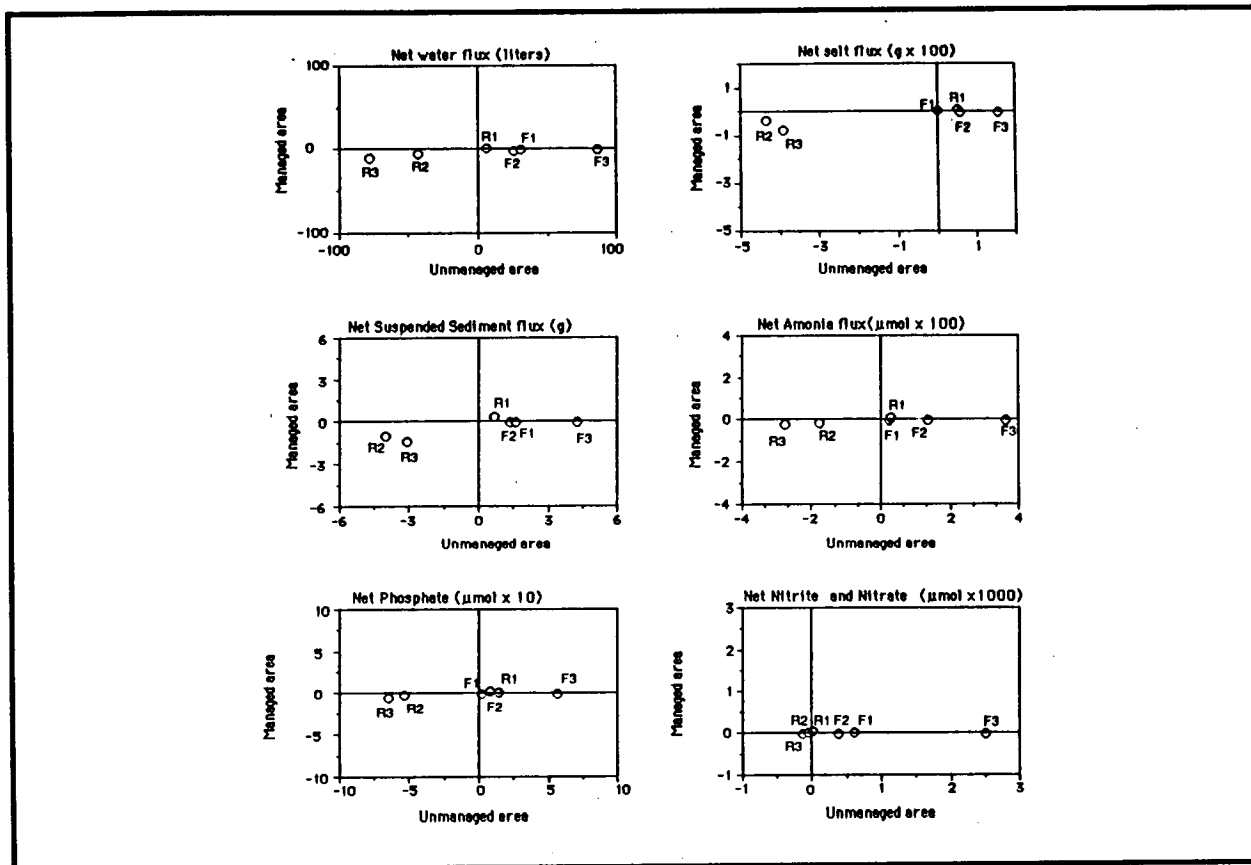 Net water flux (liters)
100
0
-100
Managed area
R3
R2
R1
F2
F1
F3
-100
0
100
Unmanaged area
Net salt flux (g x 100)
1
-1
-3
-5
Managed area
R2
R3
F1
R1
F2
F3
-5
-3
-1
1
Unmanaged area
Net Suspended Sediment flux (g)
6
3
0
-3
-6
Managed area
R2
R3
R1
F2
F1
F3
-6
-3
0
3
6
Unmanaged area
Net Amonia flux(µmol x 100)
4
2
0
-2
-4
Managed area
R3
R2
R1
F1
F2
F3
-4
-2
0
2
4
Unmanaged area
Net Phosphate (µmol x 10)
10
5
0
-5
-10
Managed area
R3
R2
F1
R1
F2
F3
-10
-5
0
5
10
Unmanaged area
Net Nitrite and Nitrate (µmol x1000)
3
2
1
0
-1
Managed area
R2
R1
F2
F1
F3
R3
-1
0
1
2
3
Unmanaged area